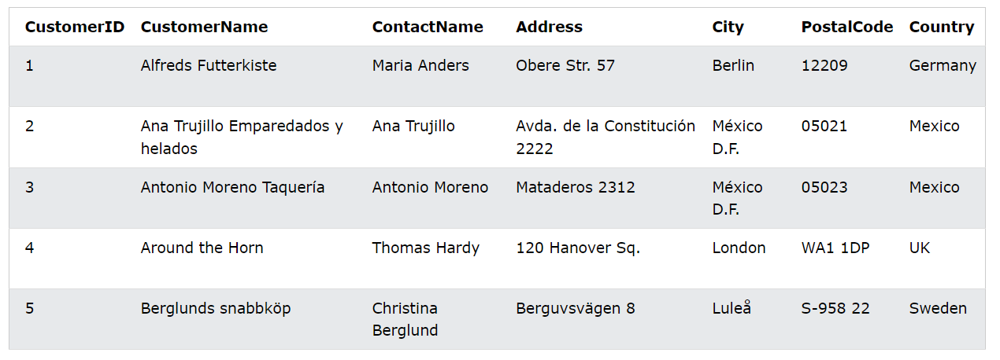 CustomerID CustomerName ContactName Address City PostalCode Country
1 Alfreds Futterkiste Maria Anders Obere Str. 57 Berlin 12209 Germany
2 Ana Trujillo Emparedados y Ana Trujillo Avda. de la Constitución México 05021 Mexico
helados 2222 D.F.
3 Antonio Moreno Taquería Antonio Moreno Mataderos 2312 México 05023 Mexico
D.F.
4 Around the Horn Thomas Hardy 120 Hanover Sq. London WA1 1DP UK
5 Berglunds snabbköp Christina Berguvsvägen 8 Luleå S-958 22 Sweden
Berglund